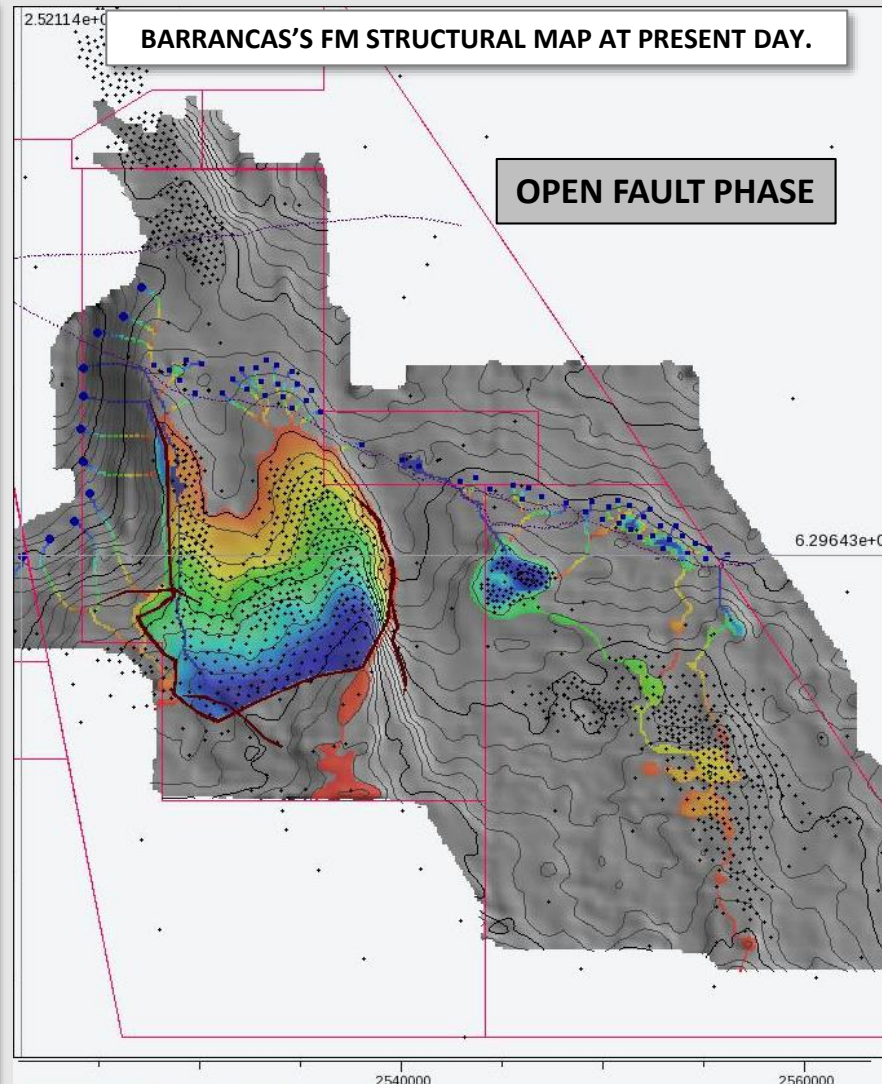 2.52114e+0
BARRANCAS'S FM STRUCTURAL MAP AT PRESENT DAY.
OPEN FAULT PHASE
6.29643e+0
2540000
2560000